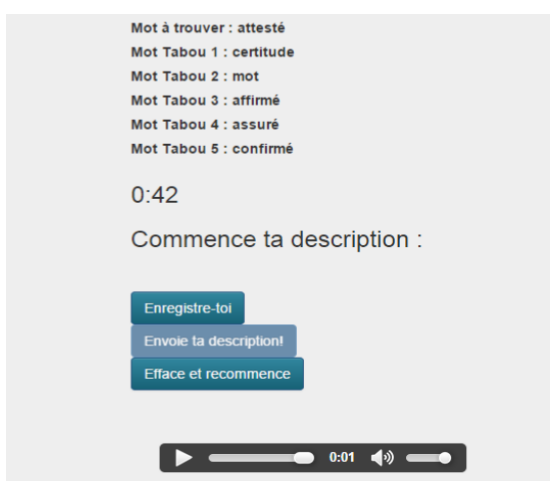 Mot à trouver : attesté
Mot Tabou 1 : certitude
Mot Tabou 2 : mot
Mot Tabou 3 : affirmé
Mot Tabou 4 : assuré
Mot Tabou 5 : confirmé
0:42
Commence ta description :
Enregistre-toi
Envoie ta description!
Efface et recommence
0:01